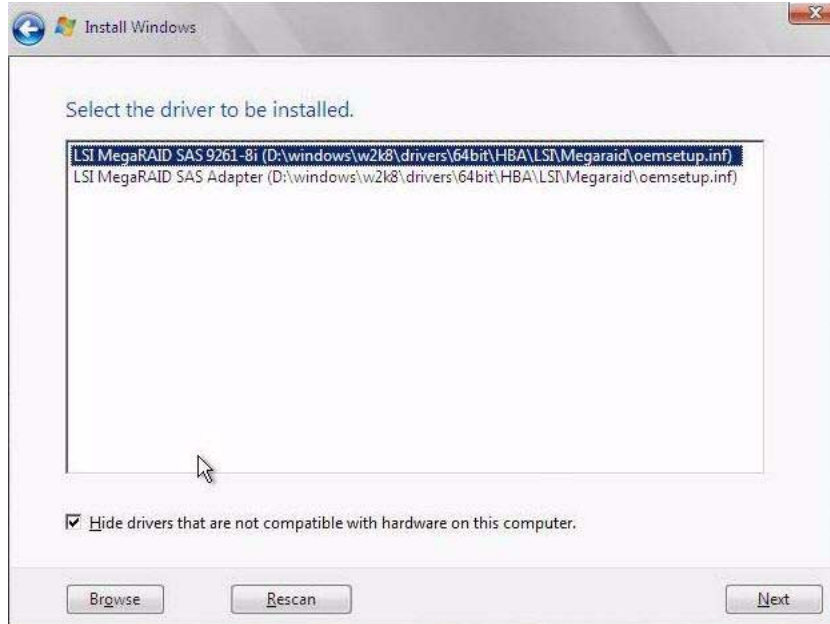 Install Windows
Select the driver to be installed.
LSI MegaRAID SAS 9261-8i (D:\windows\w2k8\drivers\64bit\HBA\LSI\Megaraid\oemsetup.inf)
LSI MegaRAID SAS Adapter (D:\windows\w2k8\drivers\64bit\HBA\LSI\Megaraid\oemsetup.inf)
Hide drivers that are not compatible with hardware on this computer.
Browse
Rescan
Next